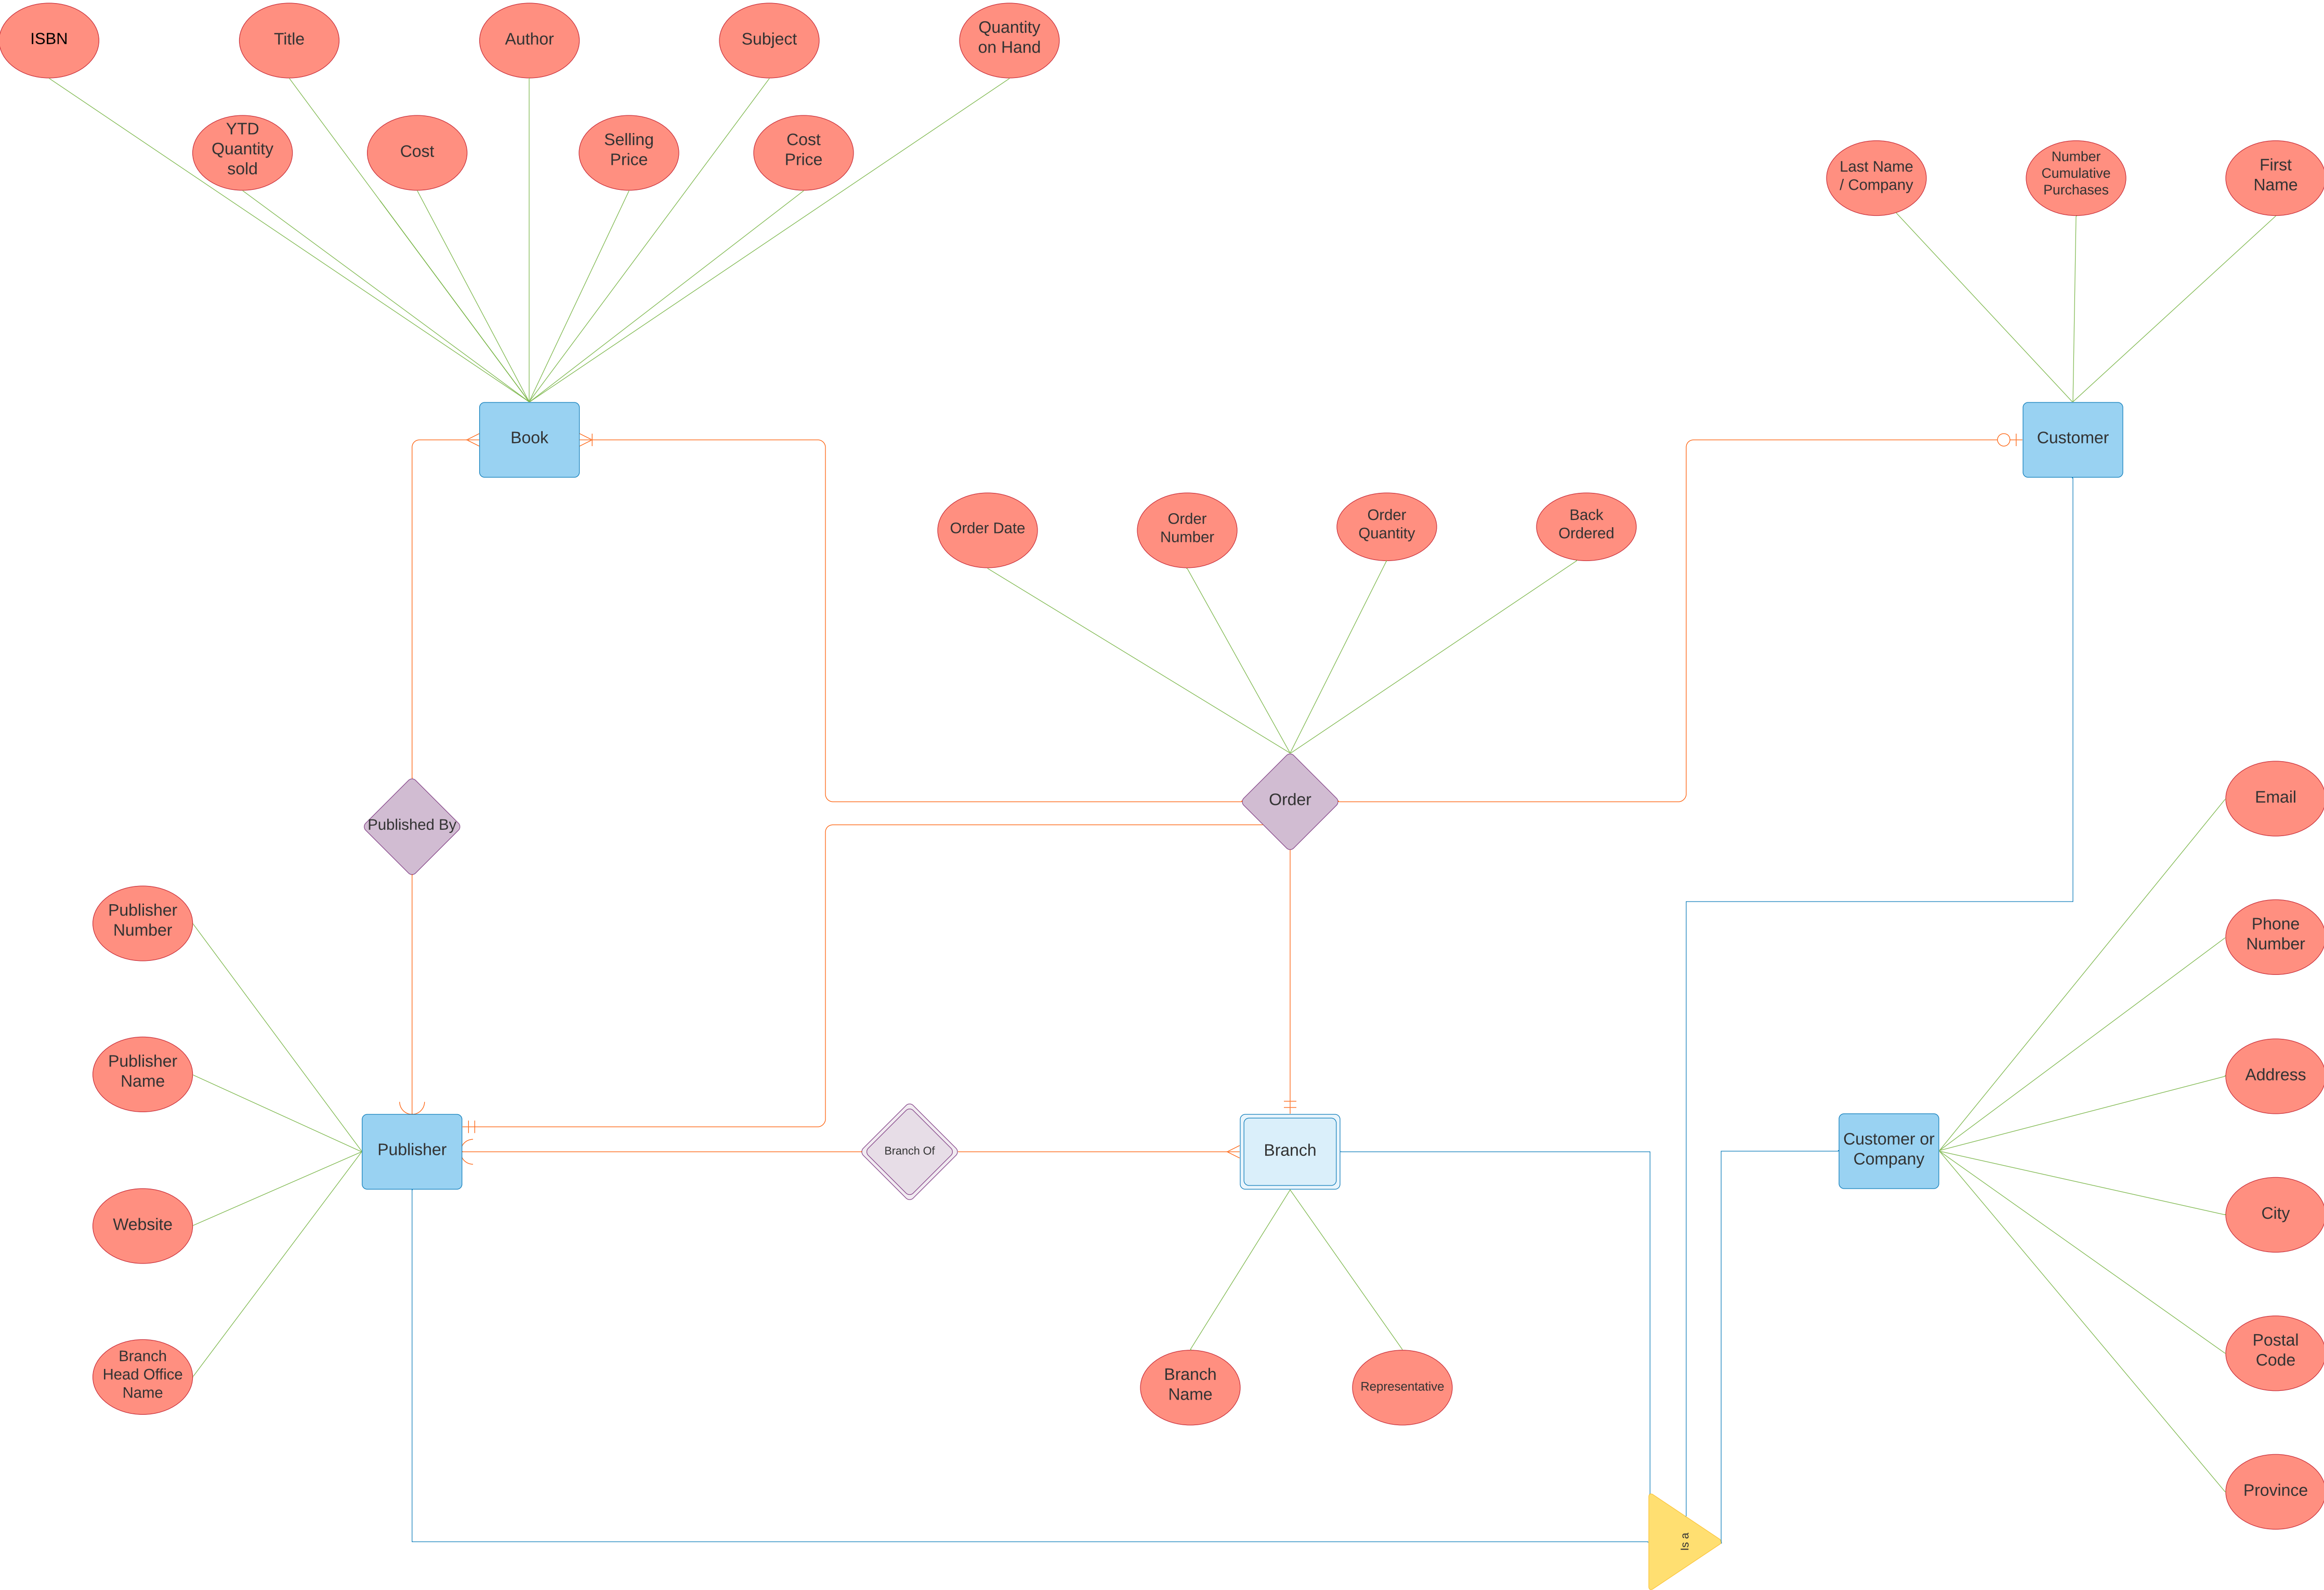 ISBN
Title
Author
Subject
Quantity
on Hand
YTD
Quantity
sold
Cost
Selling
Price
Cost
Price
Last Name
/ Company
Number
Cumulative
Purchases
First
Name
Book
Customer
Order Date
Order
Number
Order
Quantity
Back
Ordered
Order
Published By
Email
Publisher
Number
Phone
Number
Publisher
Name
Address
Publisher
Branch Of
Branch
Customer or
Company
Website
City
Branch
Head Office
Name
Branch
Name
Representative
Postal
Code
Province
Is a